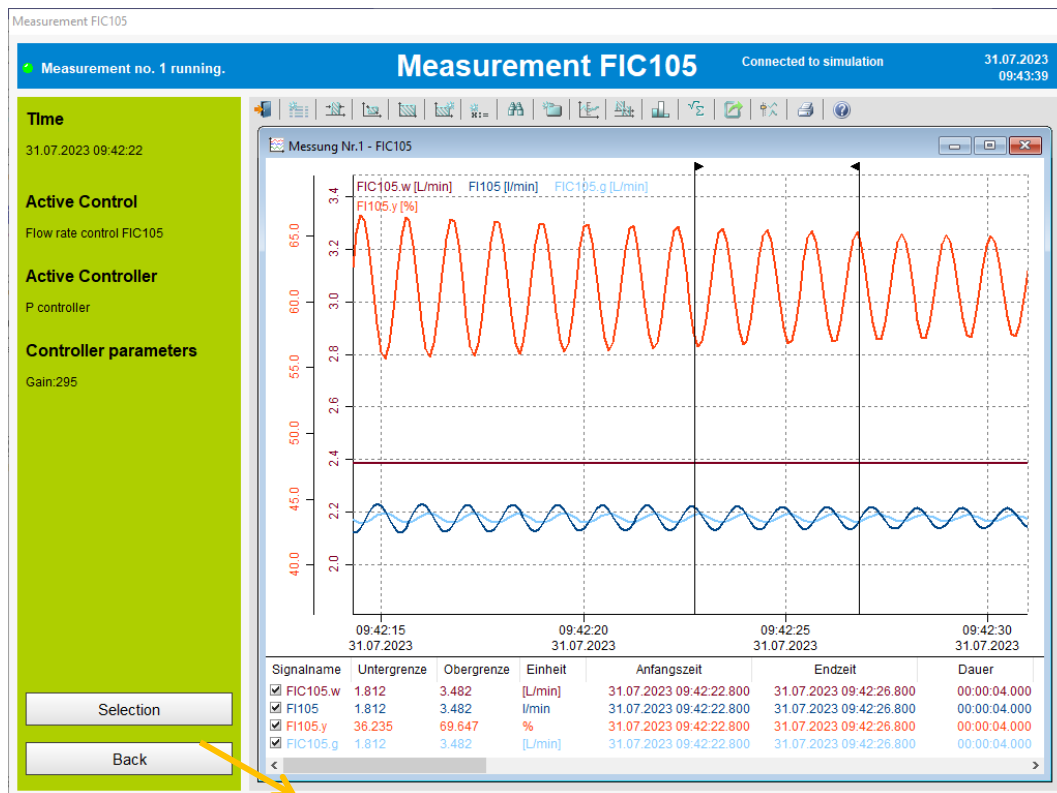 Measurement FIC105
Measurement no. 1 running.
Measurement FIC105
Connected to simulation
31.07.2023
09:43:39
TIme
31.07.2023 09:42:22
Active Control
Flow rate control FIC105
Active Controller
P controller
Controller parameters
Gain:295
Selection
Back
Messung Nr.1 - FIC105
FIC105.w [L/min] FI105 [l/min] FIC105.g [L/min]
FI105.y [%]
65.0
60.0
55.0
50.0
45.0
40.0
3.4
3.2
3.0
2.8
2.6
2.4
2.2
2.0
09:42:15 09:42:20 09:42:25 09:42:30
31.07.2023 31.07.2023 31.07.2023 31.07.2023
Signalname Untergrenze Obergrenze Einheit Anfangszeit Endzeit Dauer
FIC105.w 1.812 3.482 [L/min] 31.07.2023 09:42:22.800 31.07.2023 09:42:26.800 00:00:04.000
FI105 1.812 3.482 l/min 31.07.2023 09:42:22.800 31.07.2023 09:42:26.800 00:00:04.000
FI105.y 36.235 69.647 % 31.07.2023 09:42:22.800 31.07.2023 09:42:26.800 00:00:04.000
FIC105.g 1.812 3.482 [L/min] 31.07.2023 09:42:22.800 31.07.2023 09:42:26.800 00:00:04.000